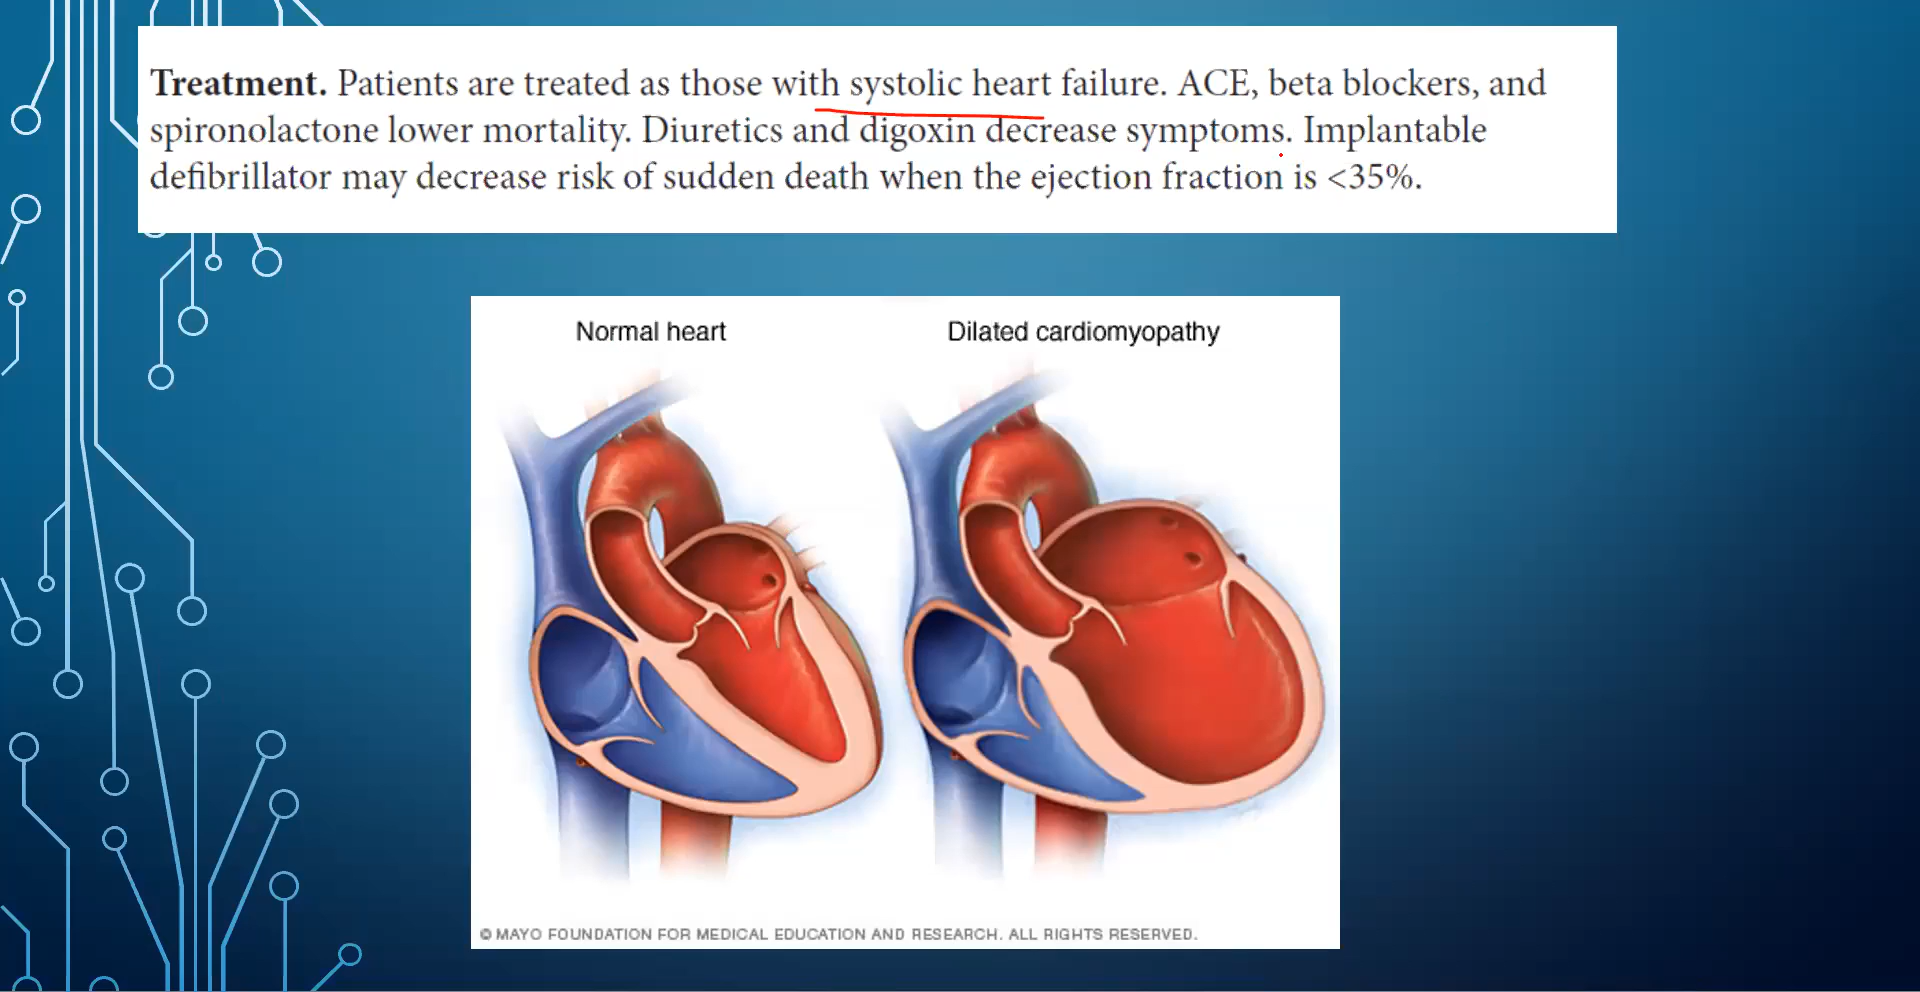 Treatment. Patients are treated as those with systolic heart failure. ACE, beta blockers, and
spironolactone lower mortality. Diuretics and digoxin decrease symptoms. Implantable
defibrillator may decrease risk of sudden death when the ejection fraction is <35%.
Normal heart
Dilated cardiomyopathy
© MAYO FOUNDATION FOR MEDICAL EDUCATION AND RESEARCH. ALL RIGHTS RESERVED.